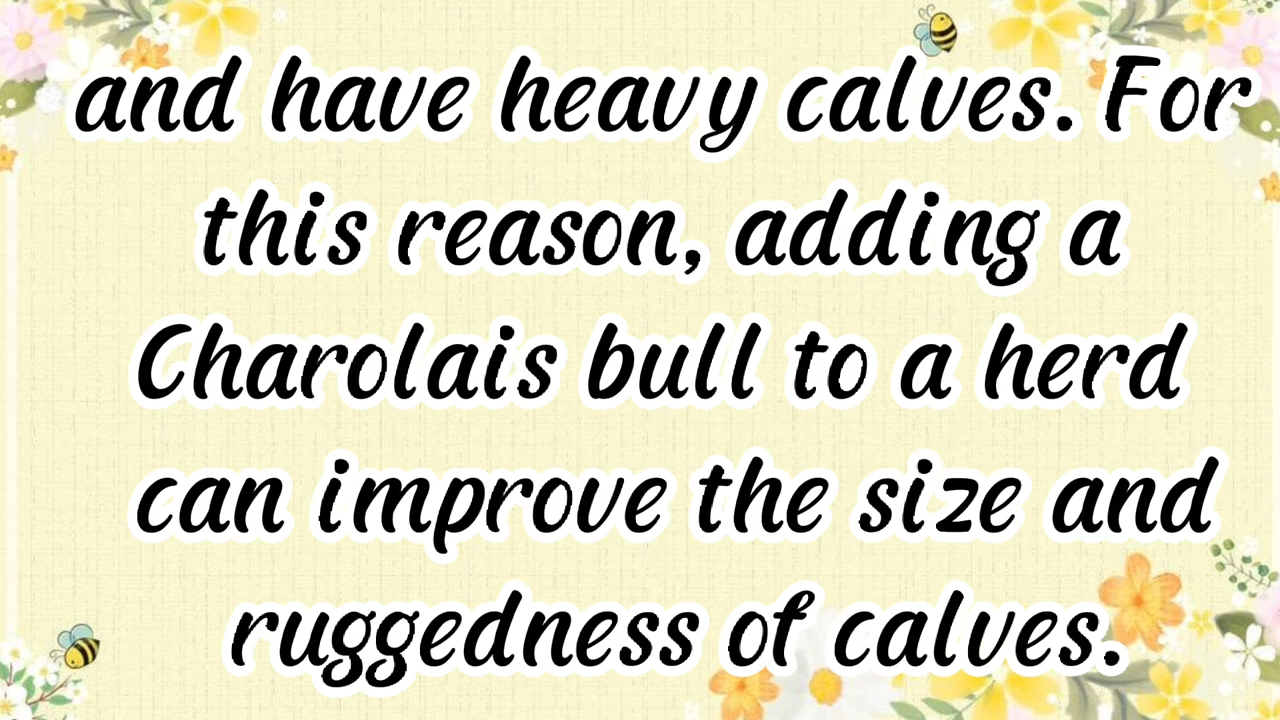 and have heavy calves. For
this reason, adding a
Charolais bull to a herd
can improve the size and
ruggedness of calves.